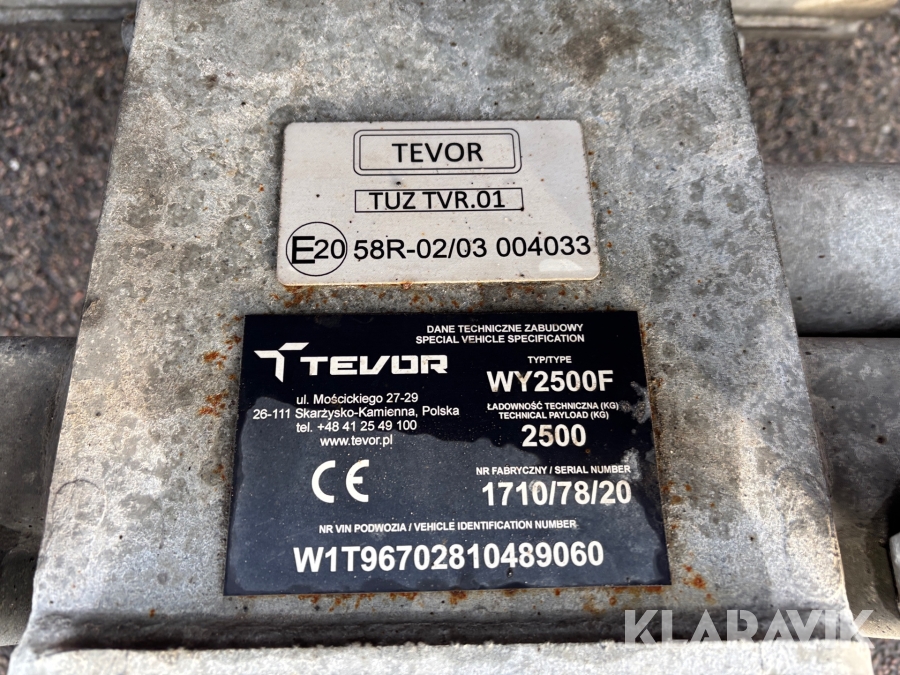 TEVOR
TUZ TVR.01
E20 58R-02/03 004033
DANE TECHNICZNE ZABUDOWY
SPECIAL VEHICLE SPECIFICATION
TEVOR
ul. Mościckiego 27-29
26-111 Skarżysko-Kamienna, Polska
tel. +48 41 25 49 100
www.tevor.pl
CE
TYP/TYPE
WY2500F
ŁADOWNOŚĆ TECHNICZNA (KG)
TECHNICAL PAYLOAD (KG)
2500
NR FABRYCZNY / SERIAL NUMBER
1710/78/20
NR VIN PODWOZIA / VEHICLE IDENTIFICATION NUMBER
W1T96702810489060
KLARAVIK